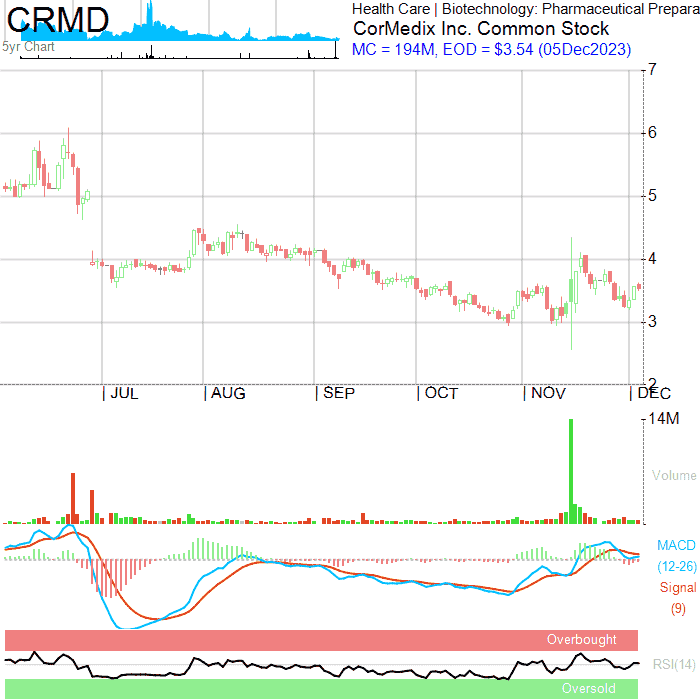 CRMD
5yr Chart
Health Care | Biotechnology: Pharmaceutical Prepara
CorMedix Inc. Common Stock
MC = 194M, EOD = $3.54 (05Dec2023)
7
6
5
4
3
2
| JUL | AUG | SEP | OCT | NOV | DEC
14M
Volume
MACD
(12-26)
Signal
(9)
Overbought
RSI(14)
Oversold